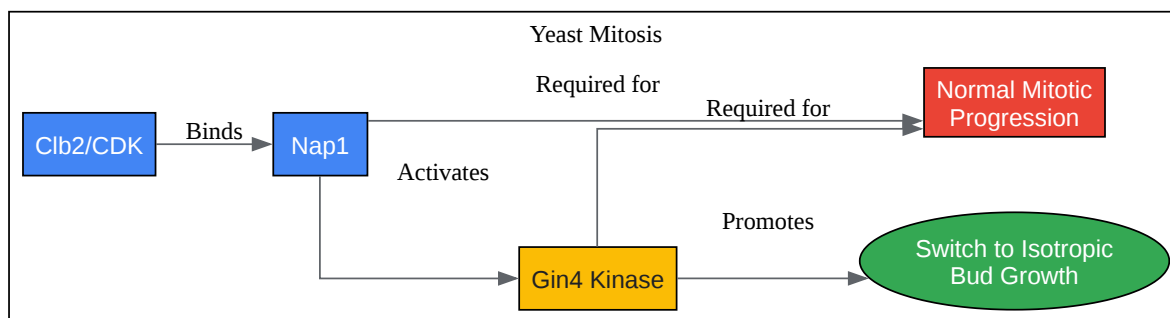 Yeast Mitosis
Required for
Required for
Normal Mitotic
Progression
Clb2/CDK
Binds
Nap1
Activates
Promotes
Gin4 Kinase
Switch to Isotropic
Bud Growth